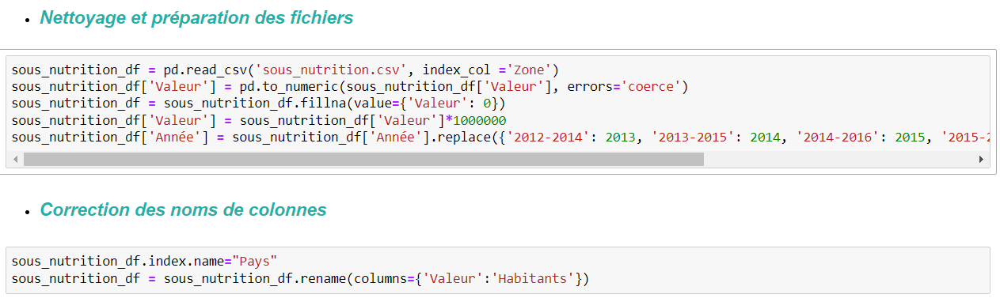 Nettoyage et préparation des fichiers
sous_nutrition_df = pd.read_csv('sous_nutrition.csv', index_col ='Zone')
sous_nutrition_df['Valeur'] = pd.to_numeric(sous_nutrition_df['Valeur'], errors='coerce')
sous_nutrition_df = sous_nutrition_df.fillna(value={'Valeur': 0})
sous_nutrition_df['Valeur'] = sous_nutrition_df['Valeur']*1000000
sous_nutrition_df['Année'] = sous_nutrition_df['Année'].replace({'2012-2014': 2013, '2013-2015': 2014, '2014-2016': 2015, '2015-2
Correction des noms de colonnes
sous_nutrition_df.index.name="Pays"
sous_nutrition_df = sous_nutrition_df.rename(columns={'Valeur':'Habitants'})